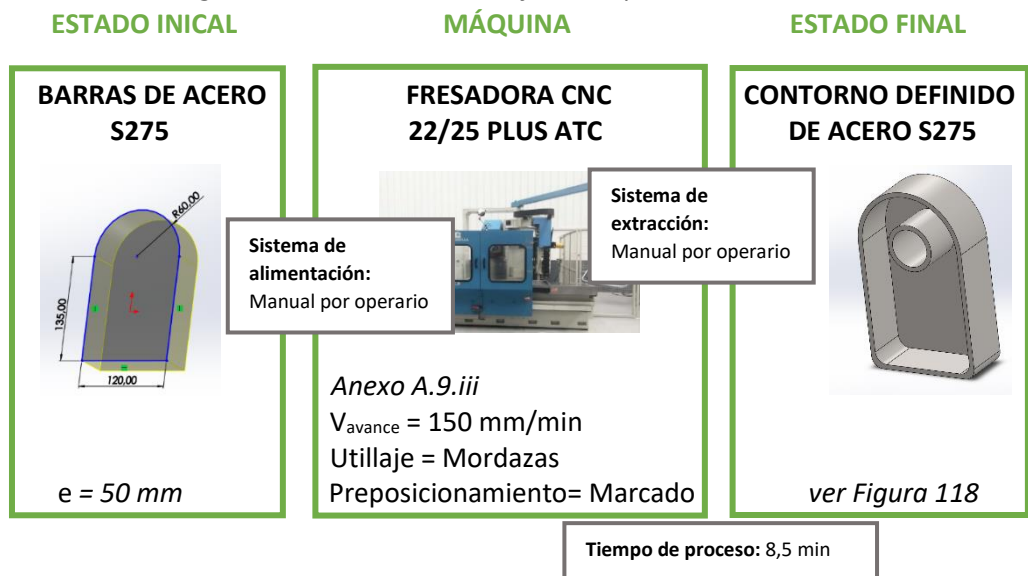 ESTADO INICAL
MÁQUINA
ESTADO FINAL
BARRAS DE ACERO
S275
R60,00
135,00
120,00
e = 50 mm
Sistema de
alimentación:
Manual por operario
FRESADORA CNC
22/25 PLUS ATC
Sistema de
extracción:
Manual por operario
Anexo A.9.iii
Vavance = 150 mm/min
Utillaje = Mordazas
Preposicionamiento= Marcado
CONTORNO DEFINIDO
DE ACERO S275
ver Figura 118
Tiempo de proceso: 8,5 min